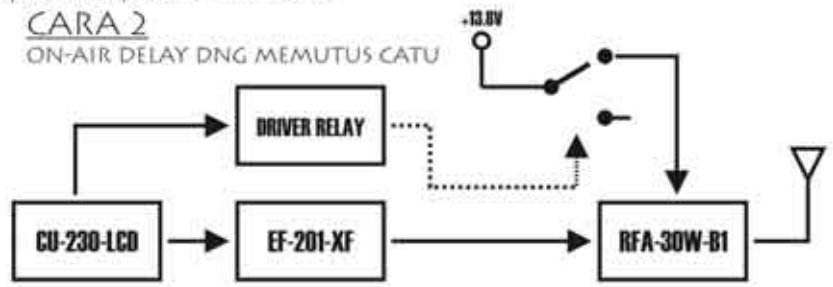 CARA 2
ON-AIR DELAY DNG MEMUTUS CATU
+13.8V
DRIVER RELAY
CU-230-LCD
EF-201-XF
RFA-30W-B1